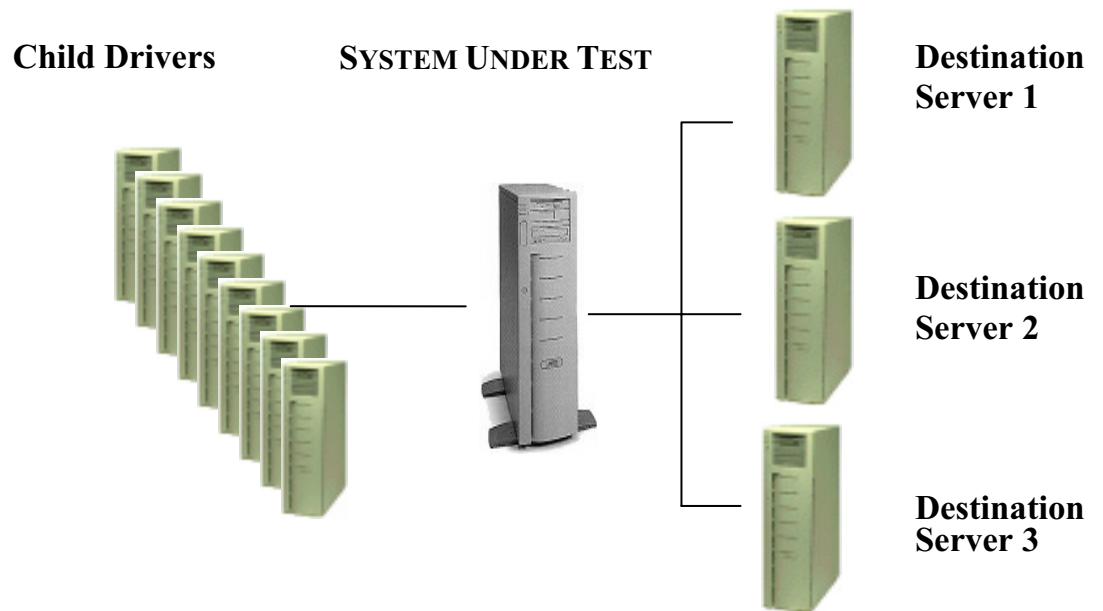 Child Drivers
SYSTEM UNDER TEST
Destination
Server 1
Destination
Server 2
Destination
Server 3